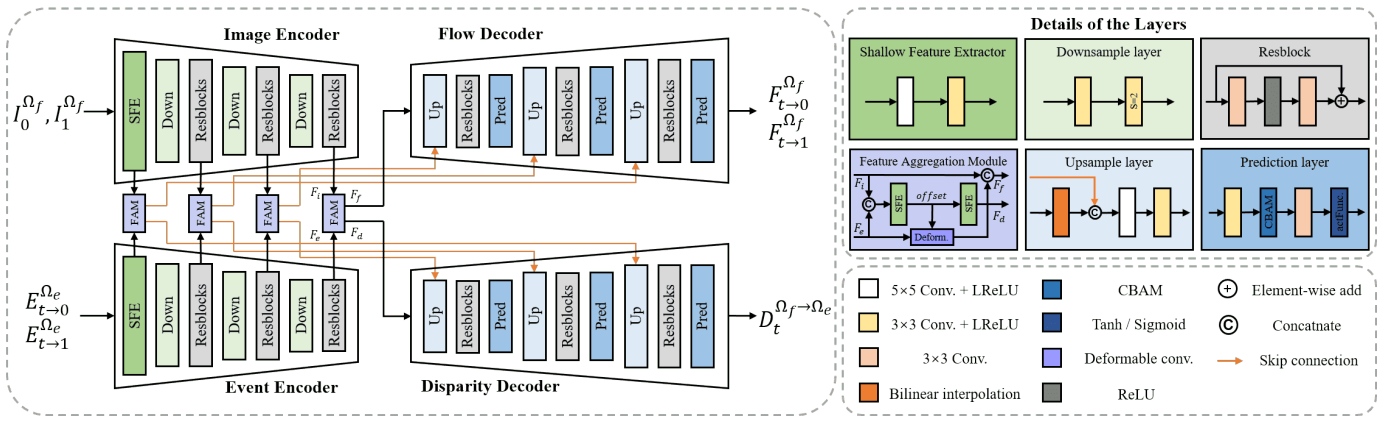 Image Encoder
Flow Decoder
I_0^{Ω_f}, I_1^{Ω_f}
SFE
Down
Resblocks
Down
Resblocks
Down
Resblocks
Up
Resblocks
Pred
Up
Resblocks
Pred
Up
Resblocks
Pred
F_{t→0}^{Ω_f}
F_{t→1}^{Ω_f}
FAM
FAM
FAM
FAM
F_i
F_f
F_e
F_d
E_{t→0}^{Ω_e}
E_{t→1}^{Ω_e}
SFE
Down
Resblocks
Down
Resblocks
Down
Resblocks
Up
Resblocks
Pred
Up
Resblocks
Pred
Up
Resblocks
Pred
D_t^{Ω_f→Ω_e}
Event Encoder
Disparity Decoder
Details of the Layers
Shallow Feature Extractor
Downsample layer
S=2
Resblock
+
Feature Aggregation Module
F_i
C
F_f
C
SFE
offset
SFE
F_d
F_e
Deform.
Upsample layer
C
Prediction layer
CBAM
actFunc.
5×5 Conv. + LReLU
CBAM
+
Element-wise add
3×3 Conv. + LReLU
Tanh / Sigmoid
C
Concatnate
3×3 Conv.
Deformable conv.
Skip connection
Bilinear interpolation
ReLU